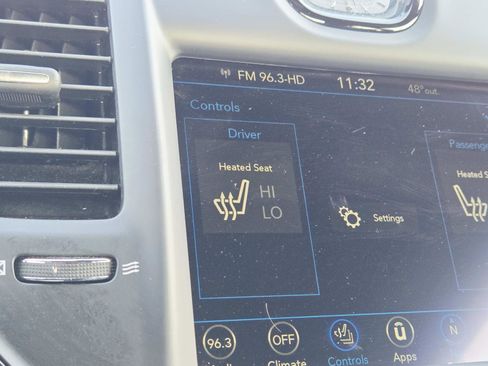 FM 96.3-HD 11:32 48° out.
Controls
Driver
Heated Seat
HI
LO
Settings
Passenge
Heated S
96.3 OFF N
Climate Controls Apps